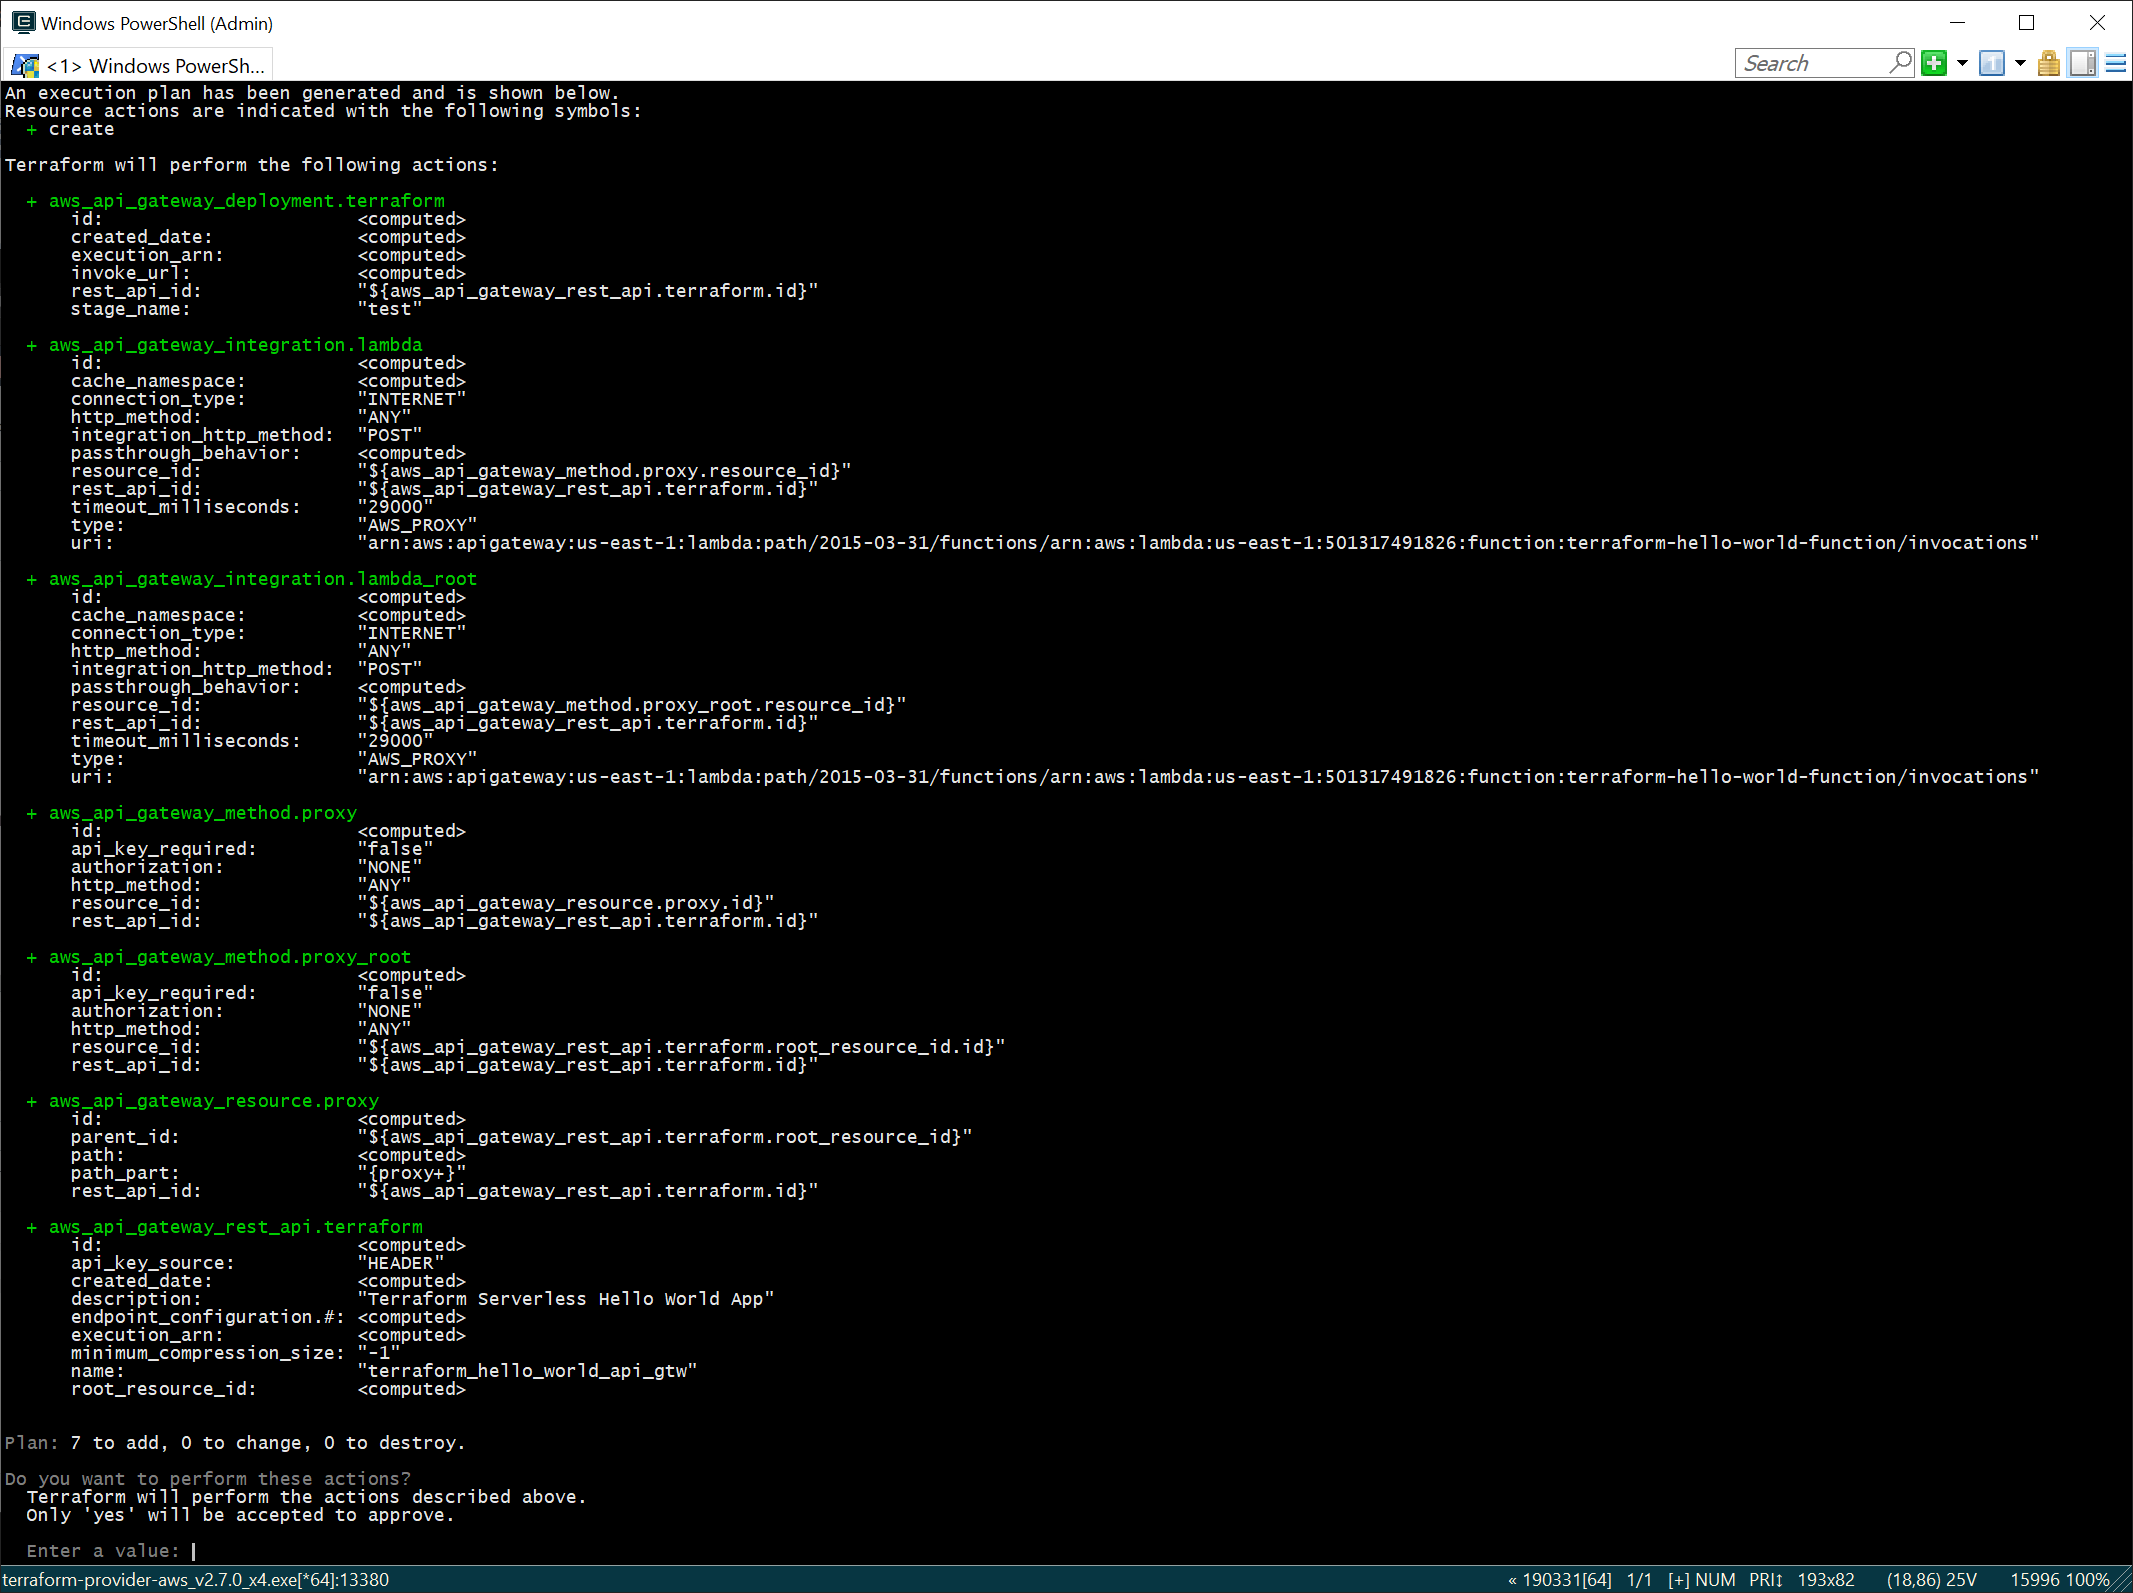 Windows PowerShell (Admin)
<1> Windows PowerSh...
Search
An execution plan has been generated and is shown below.
Resource actions are indicated with the following symbols:
  + create
Terraform will perform the following actions:
  + aws_api_gateway_deployment.terraform
      id:                       <computed>
      created_date:             <computed>
      execution_arn:            <computed>
      invoke_url:               <computed>
      rest_api_id:              "${aws_api_gateway_rest_api.terraform.id}"
      stage_name:               "test"
  + aws_api_gateway_integration.lambda
      id:                       <computed>
      cache_namespace:          <computed>
      connection_type:          "INTERNET"
      http_method:              "ANY"
      integration_http_method:  "POST"
      passthrough_behavior:     <computed>
      resource_id:              "${aws_api_gateway_method.proxy.resource_id}"
      rest_api_id:              "${aws_api_gateway_rest_api.terraform.id}"
      timeout_milliseconds:     "29000"
      type:                     "AWS_PROXY"
      uri:                      "arn:aws:apigateway:us-east-1:lambda:path/2015-03-31/functions/arn:aws:lambda:us-east-1:501317491826:function:terraform-hello-world-function/invocations"
  + aws_api_gateway_integration.lambda_root
      id:                       <computed>
      cache_namespace:          <computed>
      connection_type:          "INTERNET"
      http_method:              "ANY"
      integration_http_method:  "POST"
      passthrough_behavior:     <computed>
      resource_id:              "${aws_api_gateway_method.proxy_root.resource_id}"
      rest_api_id:              "${aws_api_gateway_rest_api.terraform.id}"
      timeout_milliseconds:     "29000"
      type:                     "AWS_PROXY"
      uri:                      "arn:aws:apigateway:us-east-1:lambda:path/2015-03-31/functions/arn:aws:lambda:us-east-1:501317491826:function:terraform-hello-world-function/invocations"
  + aws_api_gateway_method.proxy
      id:                       <computed>
      api_key_required:         "false"
      authorization:            "NONE"
      http_method:              "ANY"
      resource_id:              "${aws_api_gateway_resource.proxy.id}"
      rest_api_id:              "${aws_api_gateway_rest_api.terraform.id}"
  + aws_api_gateway_method.proxy_root
      id:                       <computed>
      api_key_required:         "false"
      authorization:            "NONE"
      http_method:              "ANY"
      resource_id:              "${aws_api_gateway_rest_api.terraform.root_resource_id.id}"
      rest_api_id:              "${aws_api_gateway_rest_api.terraform.id}"
  + aws_api_gateway_resource.proxy
      id:                       <computed>
      parent_id:                "${aws_api_gateway_rest_api.terraform.root_resource_id}"
      path:                     <computed>
      path_part:                "{proxy+}"
      rest_api_id:              "${aws_api_gateway_rest_api.terraform.id}"
  + aws_api_gateway_rest_api.terraform
      id:                       <computed>
      api_key_source:           "HEADER"
      created_date:             <computed>
      description:              "Terraform Serverless Hello World App"
      endpoint_configuration.#: <computed>
      execution_arn:            <computed>
      minimum_compression_size: "-1"
      name:                     "terraform_hello_world_api_gtw"
      root_resource_id:         <computed>
Plan: 7 to add, 0 to change, 0 to destroy.
Do you want to perform these actions?
  Terraform will perform the actions described above.
  Only 'yes' will be accepted to approve.
  Enter a value:
terraform-provider-aws_v2.7.0_x4.exe[*64]:13380 « 190331[64] 1/1 [+] NUM PRI↕ 193x82 (18,86) 25V 15996 100%